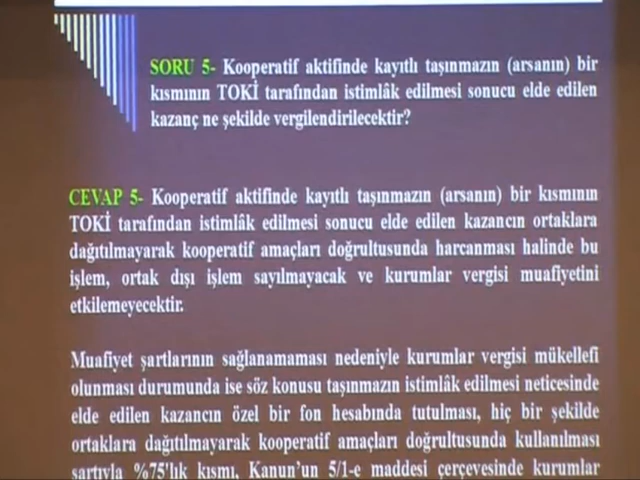 SORU 5- Kooperatif aktifinde kayıtlı taşınmazın (arsanın) bir
kısmının TOKİ tarafından istimlâk edilmesi sonucu elde edilen
kazanç ne şekilde vergilendirilecektir?
CEVAP 5- Kooperatif aktifinde kayıtlı taşınmazın (arsanın) bir kısmının
TOKİ tarafından istimlâk edilmesi sonucu elde edilen kazancın ortaklara
dağıtılmayarak kooperatif amaçları doğrultusunda harcanması halinde bu
işlem, ortak dışı işlem sayılmayacak ve kurumlar vergisi muafiyetini
etkilemeyecektir.
Muafiyet şartlarının sağlanamaması nedeniyle kurumlar vergisi mükellefi
olunması durumunda ise söz konusu taşınmazın istimlâk edilmesi neticesinde
elde edilen kazancın özel bir fon hesabında tutulması, hiç bir şekilde
ortaklara dağıtılmayarak kooperatif amaçları doğrultusunda kullanılması
şartıyla %75'lık kısmı, Kanun'un 5/1-e maddesi çerçevesinde kurumlar